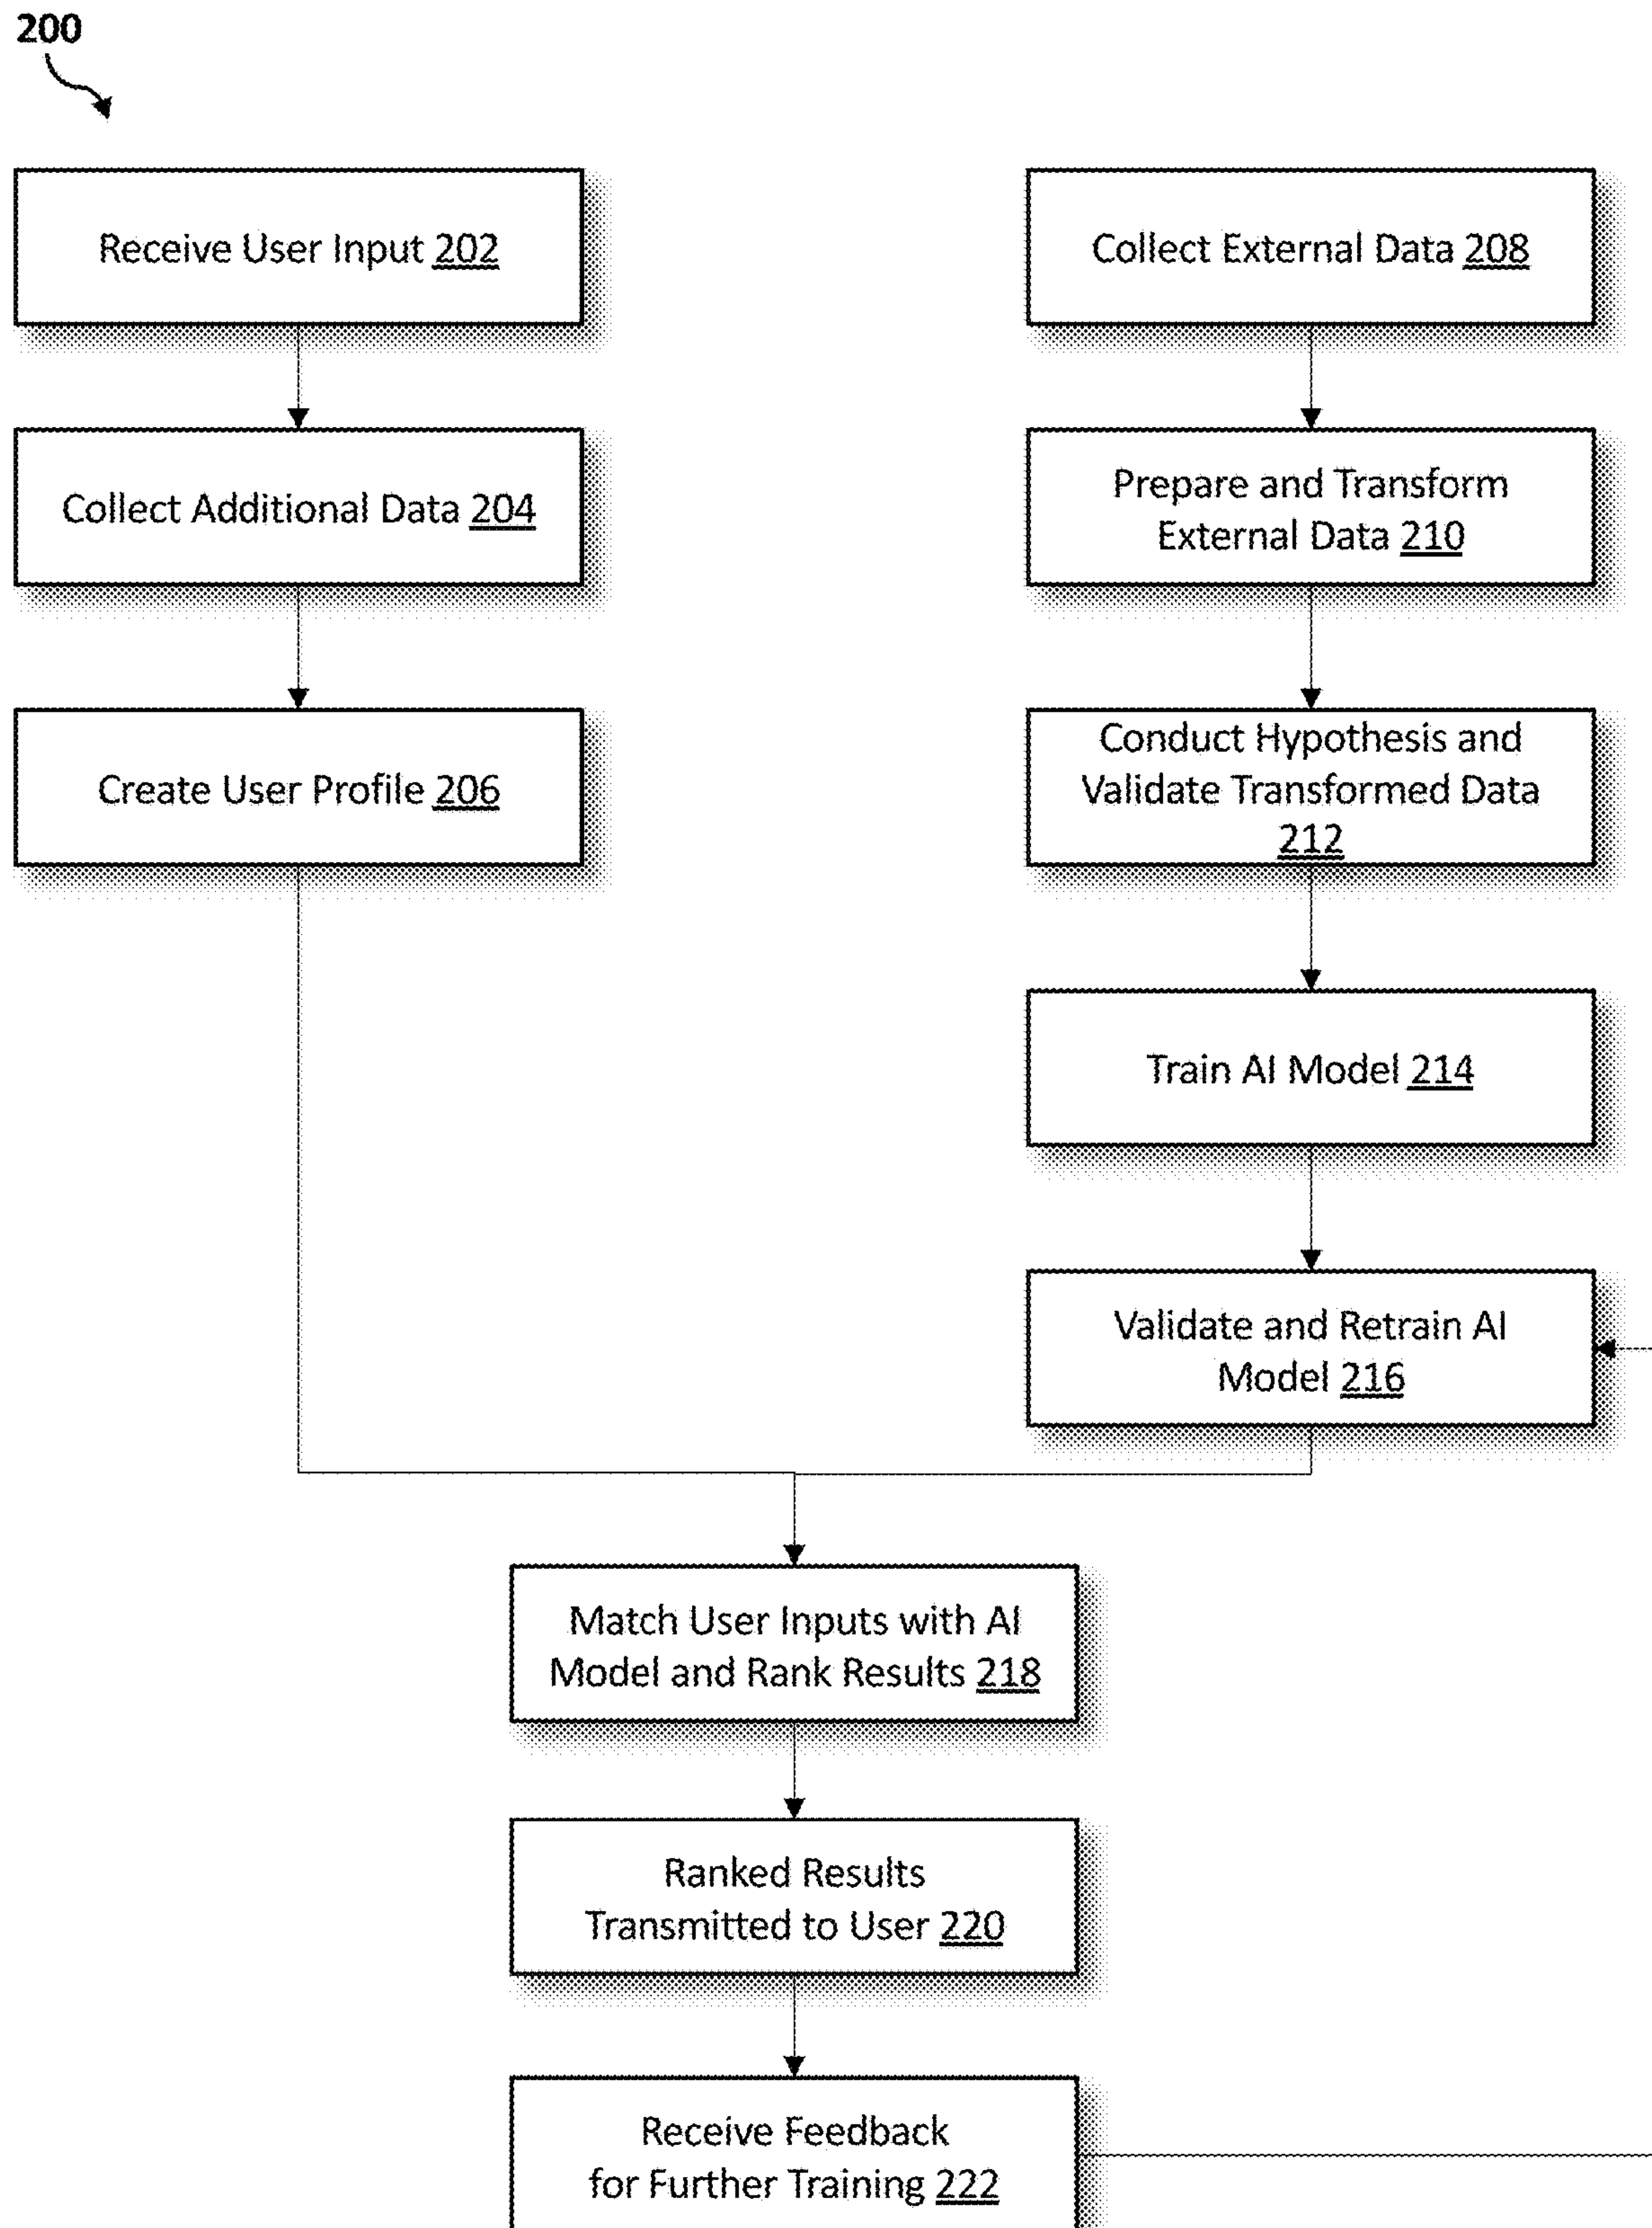 200
Receive User Input 202
Collect Additional Data 204
Create User Profile 206
Collect External Data 208
Prepare and Transform
External Data 210
Conduct Hypothesis and
Validate Transformed Data
212
Train AI Model 214
Validate and Retrain AI
Model 216
Match User Inputs with AI
Model and Rank Results 218
Ranked Results
Transmitted to User 220
Receive Feedback
for Further Training 222